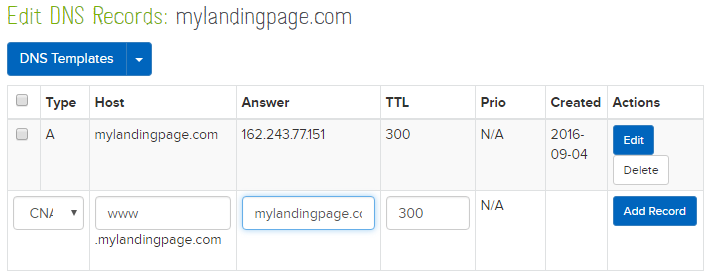 Edit DNS Records: mylandingpage.com
DNS Templates
Type Host Answer TTL Prio Created Actions
A mylandingpage.com 162.243.77.151 300 N/A 2016-
09-04
Edit
Delete
CNA www mylandingpage.co 300 N/A Add Record
.mylandingpage.com